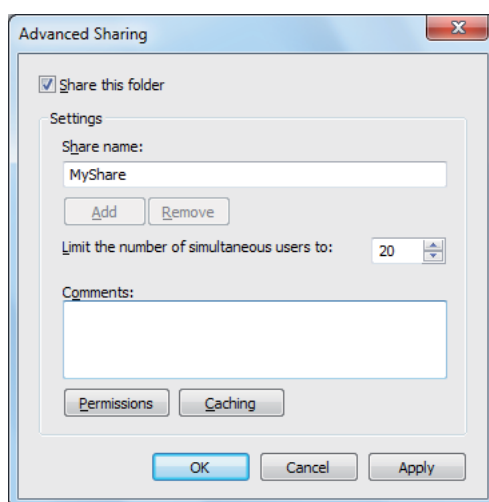 Advanced Sharing
Share this folder
Settings
Share name:
MyShare
Add Remove
Limit the number of simultaneous users to: 20
Comments:
Permissions Caching
OK Cancel Apply